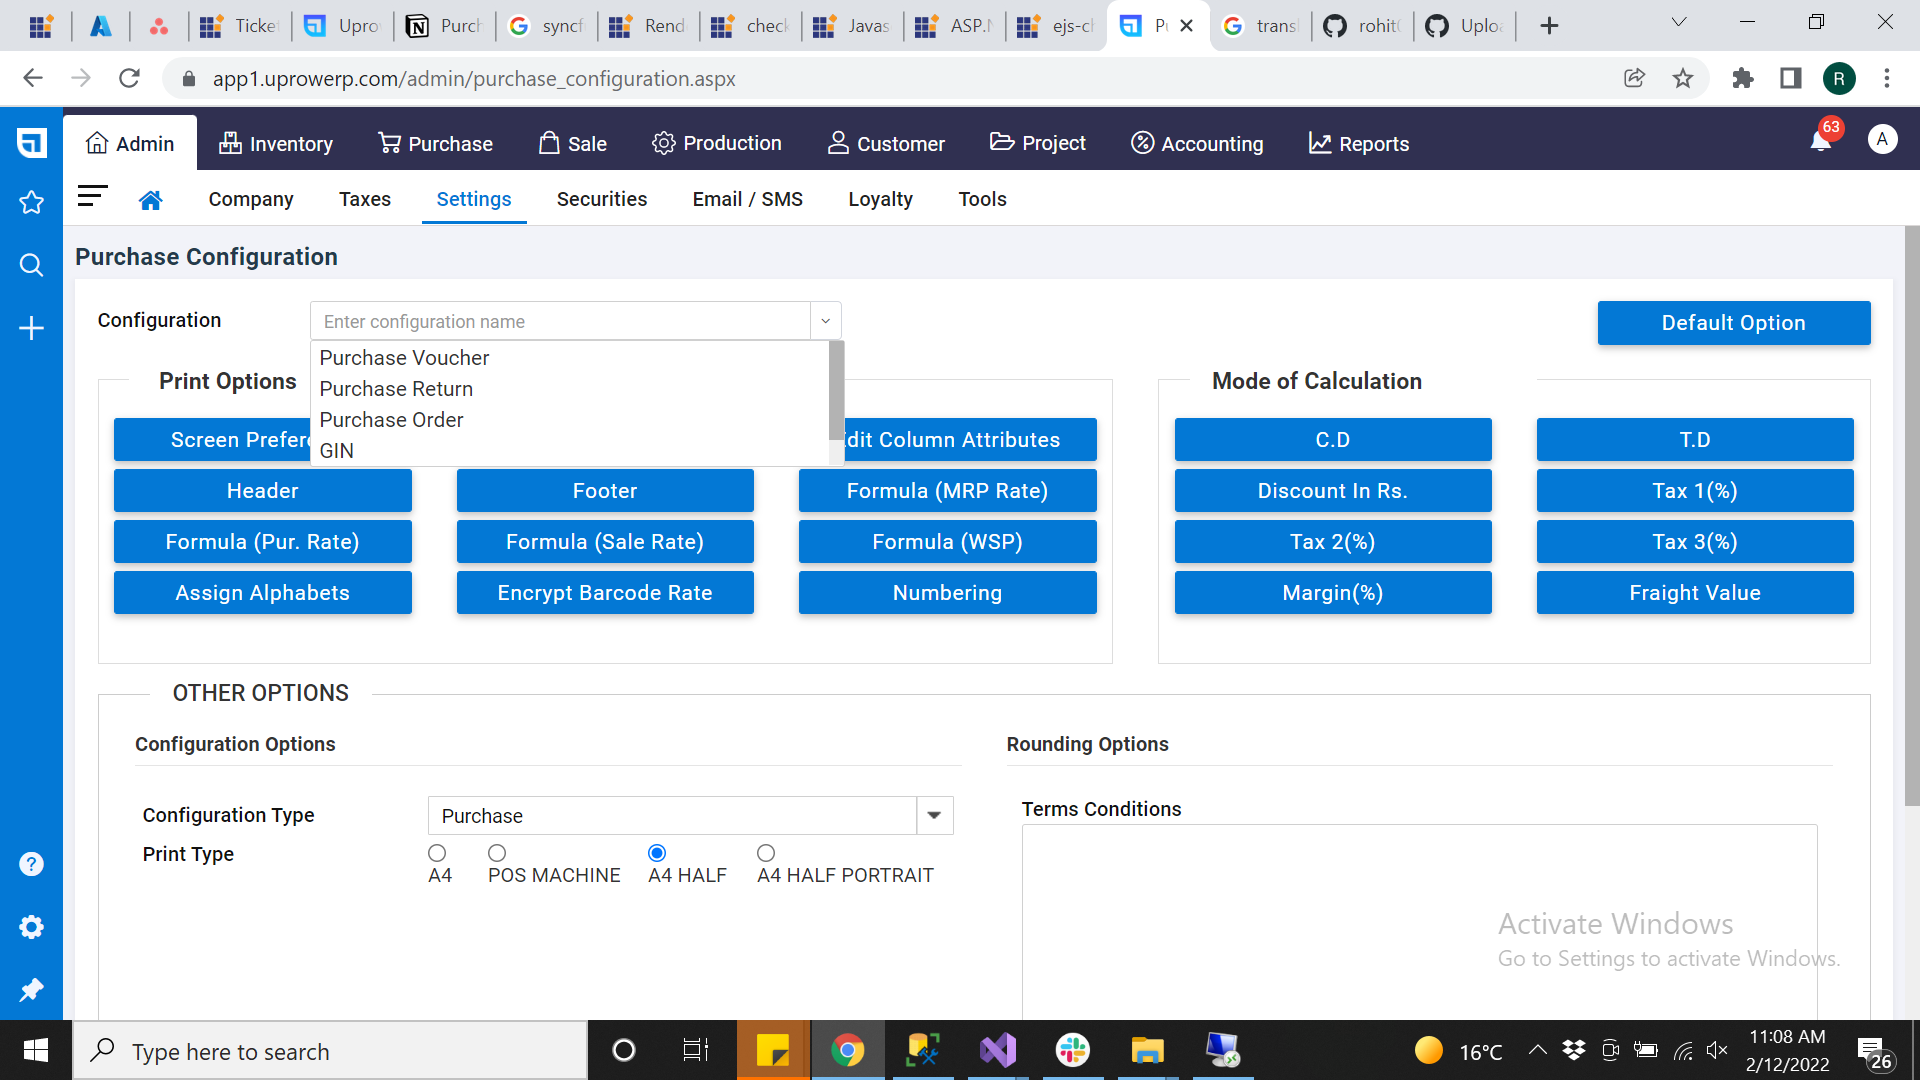 Ticke
Upro
Purch
syncf
Rend
check
Javas
ASP.N
ejs-ch
Pu
transl
rohit
Uploa
app1.uprowerp.com/admin/purchase_configuration.aspx
R
Admin
Inventory
Purchase
Sale
Production
Customer
Project
Accounting
Reports
63
A
Company
Taxes
Settings
Securities
Email / SMS
Loyalty
Tools
Purchase Configuration
Configuration
Enter configuration name
Default Option
Purchase Voucher
Purchase Return
Purchase Order
GIN
Print Options
Mode of Calculation
Screen Prefere
dit Column Attributes
C.D
T.D
Header
Footer
Formula (MRP Rate)
Discount In Rs.
Tax 1(%)
Formula (Pur. Rate)
Formula (Sale Rate)
Formula (WSP)
Tax 2(%)
Tax 3(%)
Assign Alphabets
Encrypt Barcode Rate
Numbering
Margin(%)
Fraight Value
OTHER OPTIONS
Configuration Options
Rounding Options
Configuration Type
Purchase
Terms Conditions
Print Type
A4
POS MACHINE
A4 HALF
A4 HALF PORTRAIT
Activate Windows
Go to Settings to activate Windows.
Type here to search
16°C
11:08 AM
2/12/2022
26